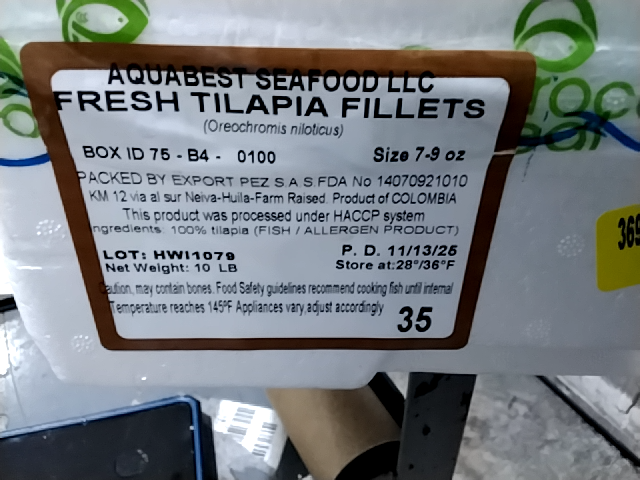 AQUABEST SEAFOOD LLC
FRESH TILAPIA FILLETS
(Oreochromis niloticus)
BOX ID 75 - B4 - 0100 Size 7-9 oz
PACKED BY EXPORT PEZ S.A.S.FDA No 14070921010
KM 12 via al sur Neiva-Huila-Farm Raised. Product of COLOMBIA
This product was processed under HACCP system
ngredients: 100% tilapia (FISH / ALLERGEN PRODUCT)
LOT: HWI1079 P. D. 11/13/25
Net Weight: 10 LB Store at:28°/36°F
Caution, may contain bones. Food Safety guidelines recommend cooking fish until internal
Temperature reaches 145ºF Appliances vary,adjust accordingly
35
365